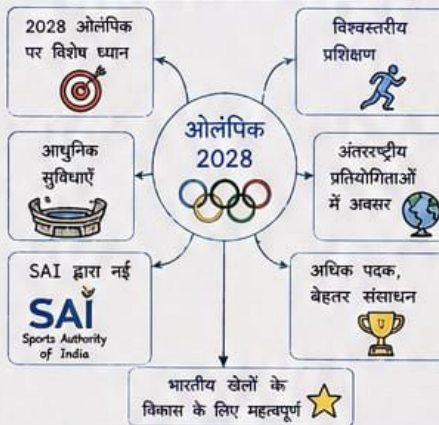 2028 ओलंपिक
पर विशेष ध्यान
विश्वस्तरीय
प्रशिक्षण
ओलंपिक
2028
आधुनिक
सुविधाएँ
अंतररष्ट्रीय
प्रतियोगिताओं
में अवसर
SAI द्वारा नई
SAI
Sports Authority
of India
अधिक पदक,
बेहतर संसाधन
भारतीय खेलों के
विकास के लिए महत्वपूर्ण